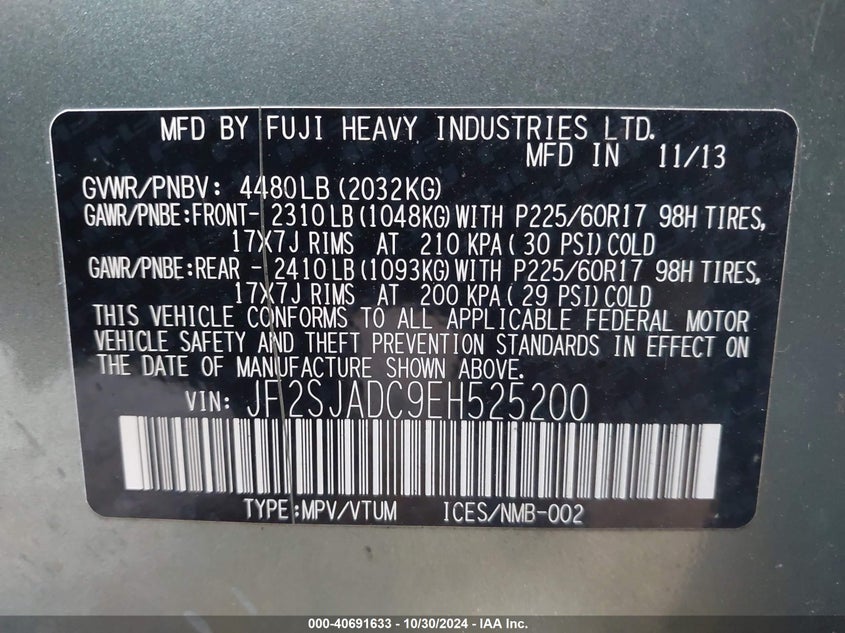 MFD BY FUJI HEAVY INDUSTRIES LTD.
MFD IN 11/13
GVWR/PNBV: 4480LB (2032KG)
GAWR/PNBE:FRONT- 2310LB (1048KG) WITH P225/60R17 98H TIRES,
17X7J RIMS AT 210 KPA( 30 PSI) COLD
GAWR/PNBE:REAR - 2410LB (1093KG) WITH P225/60R17 98H TIRES,
17X7J RIMS AT 200 KPA( 29 PSI) COLD
THIS VEHICLE CONFORMS TO ALL APPLICABLE FEDERAL MOTOR
VEHICLE SAFETY AND THEFT PREVENTION STANDARDS IN EFFECT ON
THE DATE OF MANUFACTURE SHOWN ABOVE.
VIN: JF2SJADC9EH525200
TYPE:MPV/VTUM ICES/NMB-002
000-40691633 - 10/30/2024 - IAA Inc.